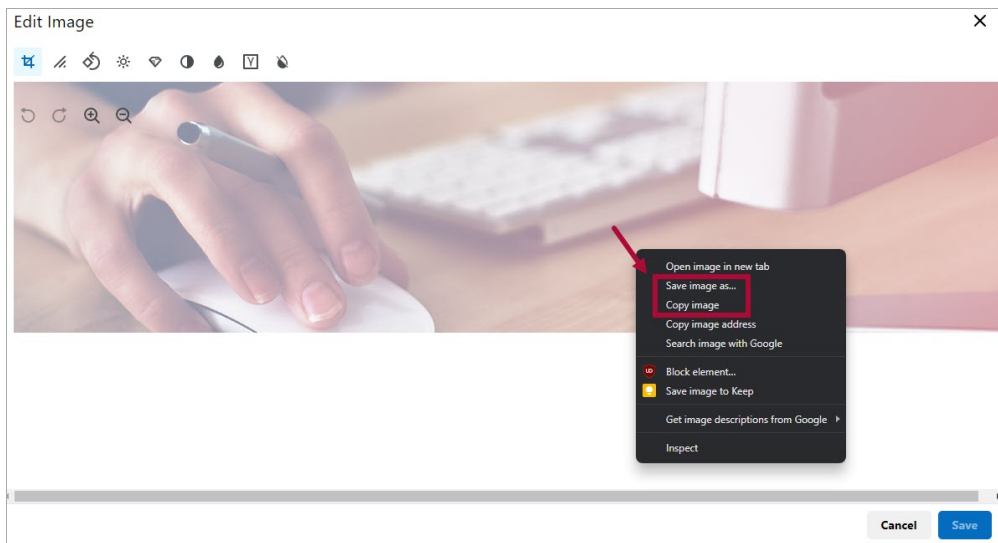 Edit Image
Y
Open image in new tab
Save image as...
Copy image
Copy image address
Search image with Google
UD
Block element...
Save image to Keep
Get image descriptions from Google
Inspect
Cancel
Save